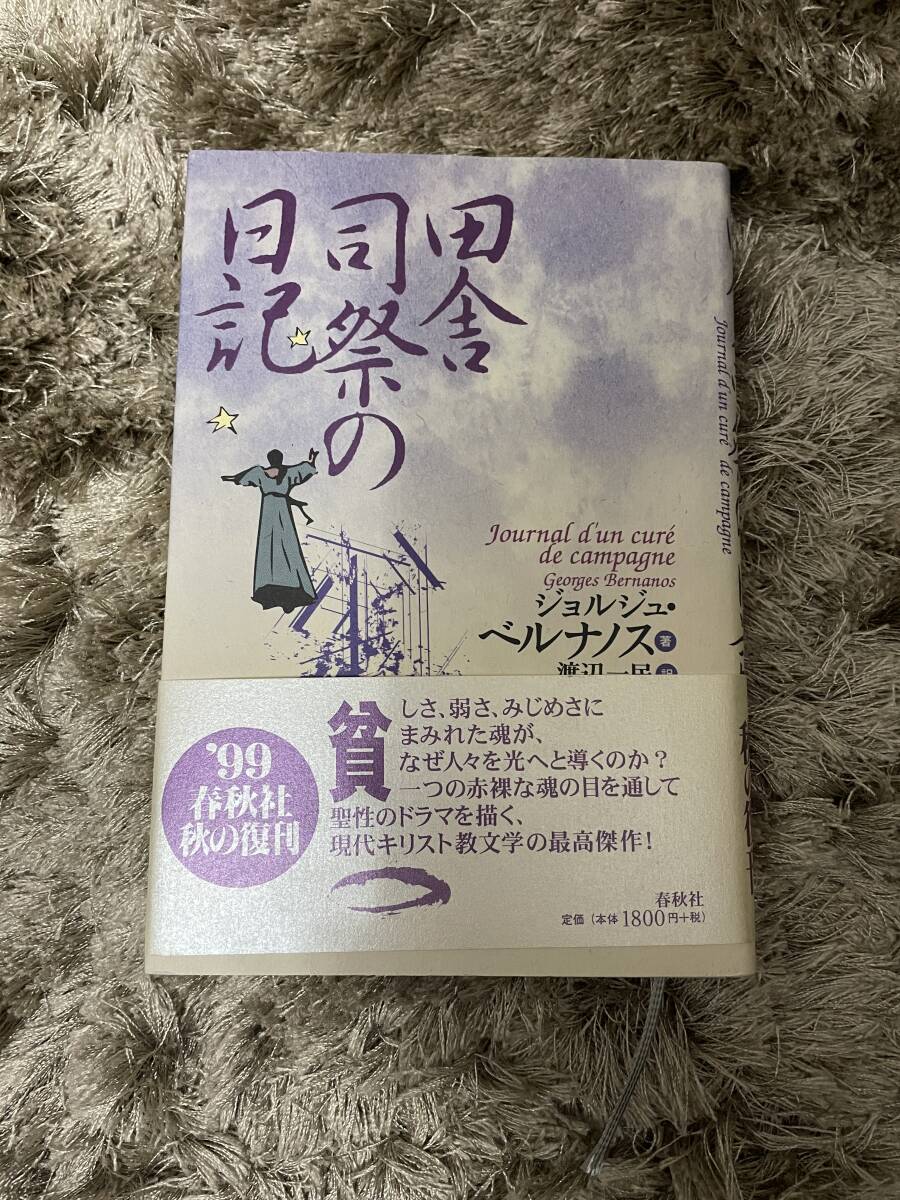 田舎
司祭の
日記
Journal d'un curé
de campagne
Georges Bernanos
ジョルジュ・
ベルナノス 著
渡辺一民 訳
'99
春秋社
秋の復刊
貧しさ、弱さ、みじめさに
まみれた魂が、
なぜ人々を光へと導くのか?
一つの赤裸な魂の目を通して
聖性のドラマを描く、
現代キリスト教文学の最高傑作!
春秋社
定価(本体1800円+税)
Journal d'un curé de campagne